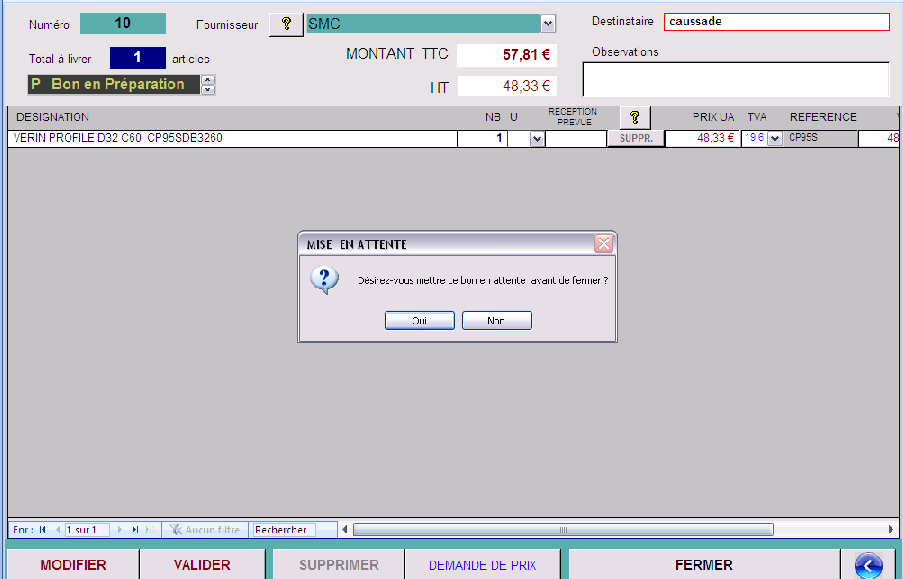 Numéro 10 Fournisseur ? SMC Destinataire caussade
Total à livrer 1 articles MONTANT TTC 57,81 € Observations
P Bon en Préparation HT 48,33 €
DESIGNATION NB U RECEPTION PREVUE ? PRIX UA TVA REFERENCE
VERIN PROFILE D32 C60 CP95SDB3260 1 SUPPR. 48,33 € 19.6 CP95S 48
MISE EN ATTENTE
Désirez-vous mettre ce bon en attente avant de fermer ?
Oui Non
Enr : 1 sur 1 Aucun filtre Rechercher
MODIFIER VALIDER SUPPRIMER DEMANDE DE PRIX FERMER